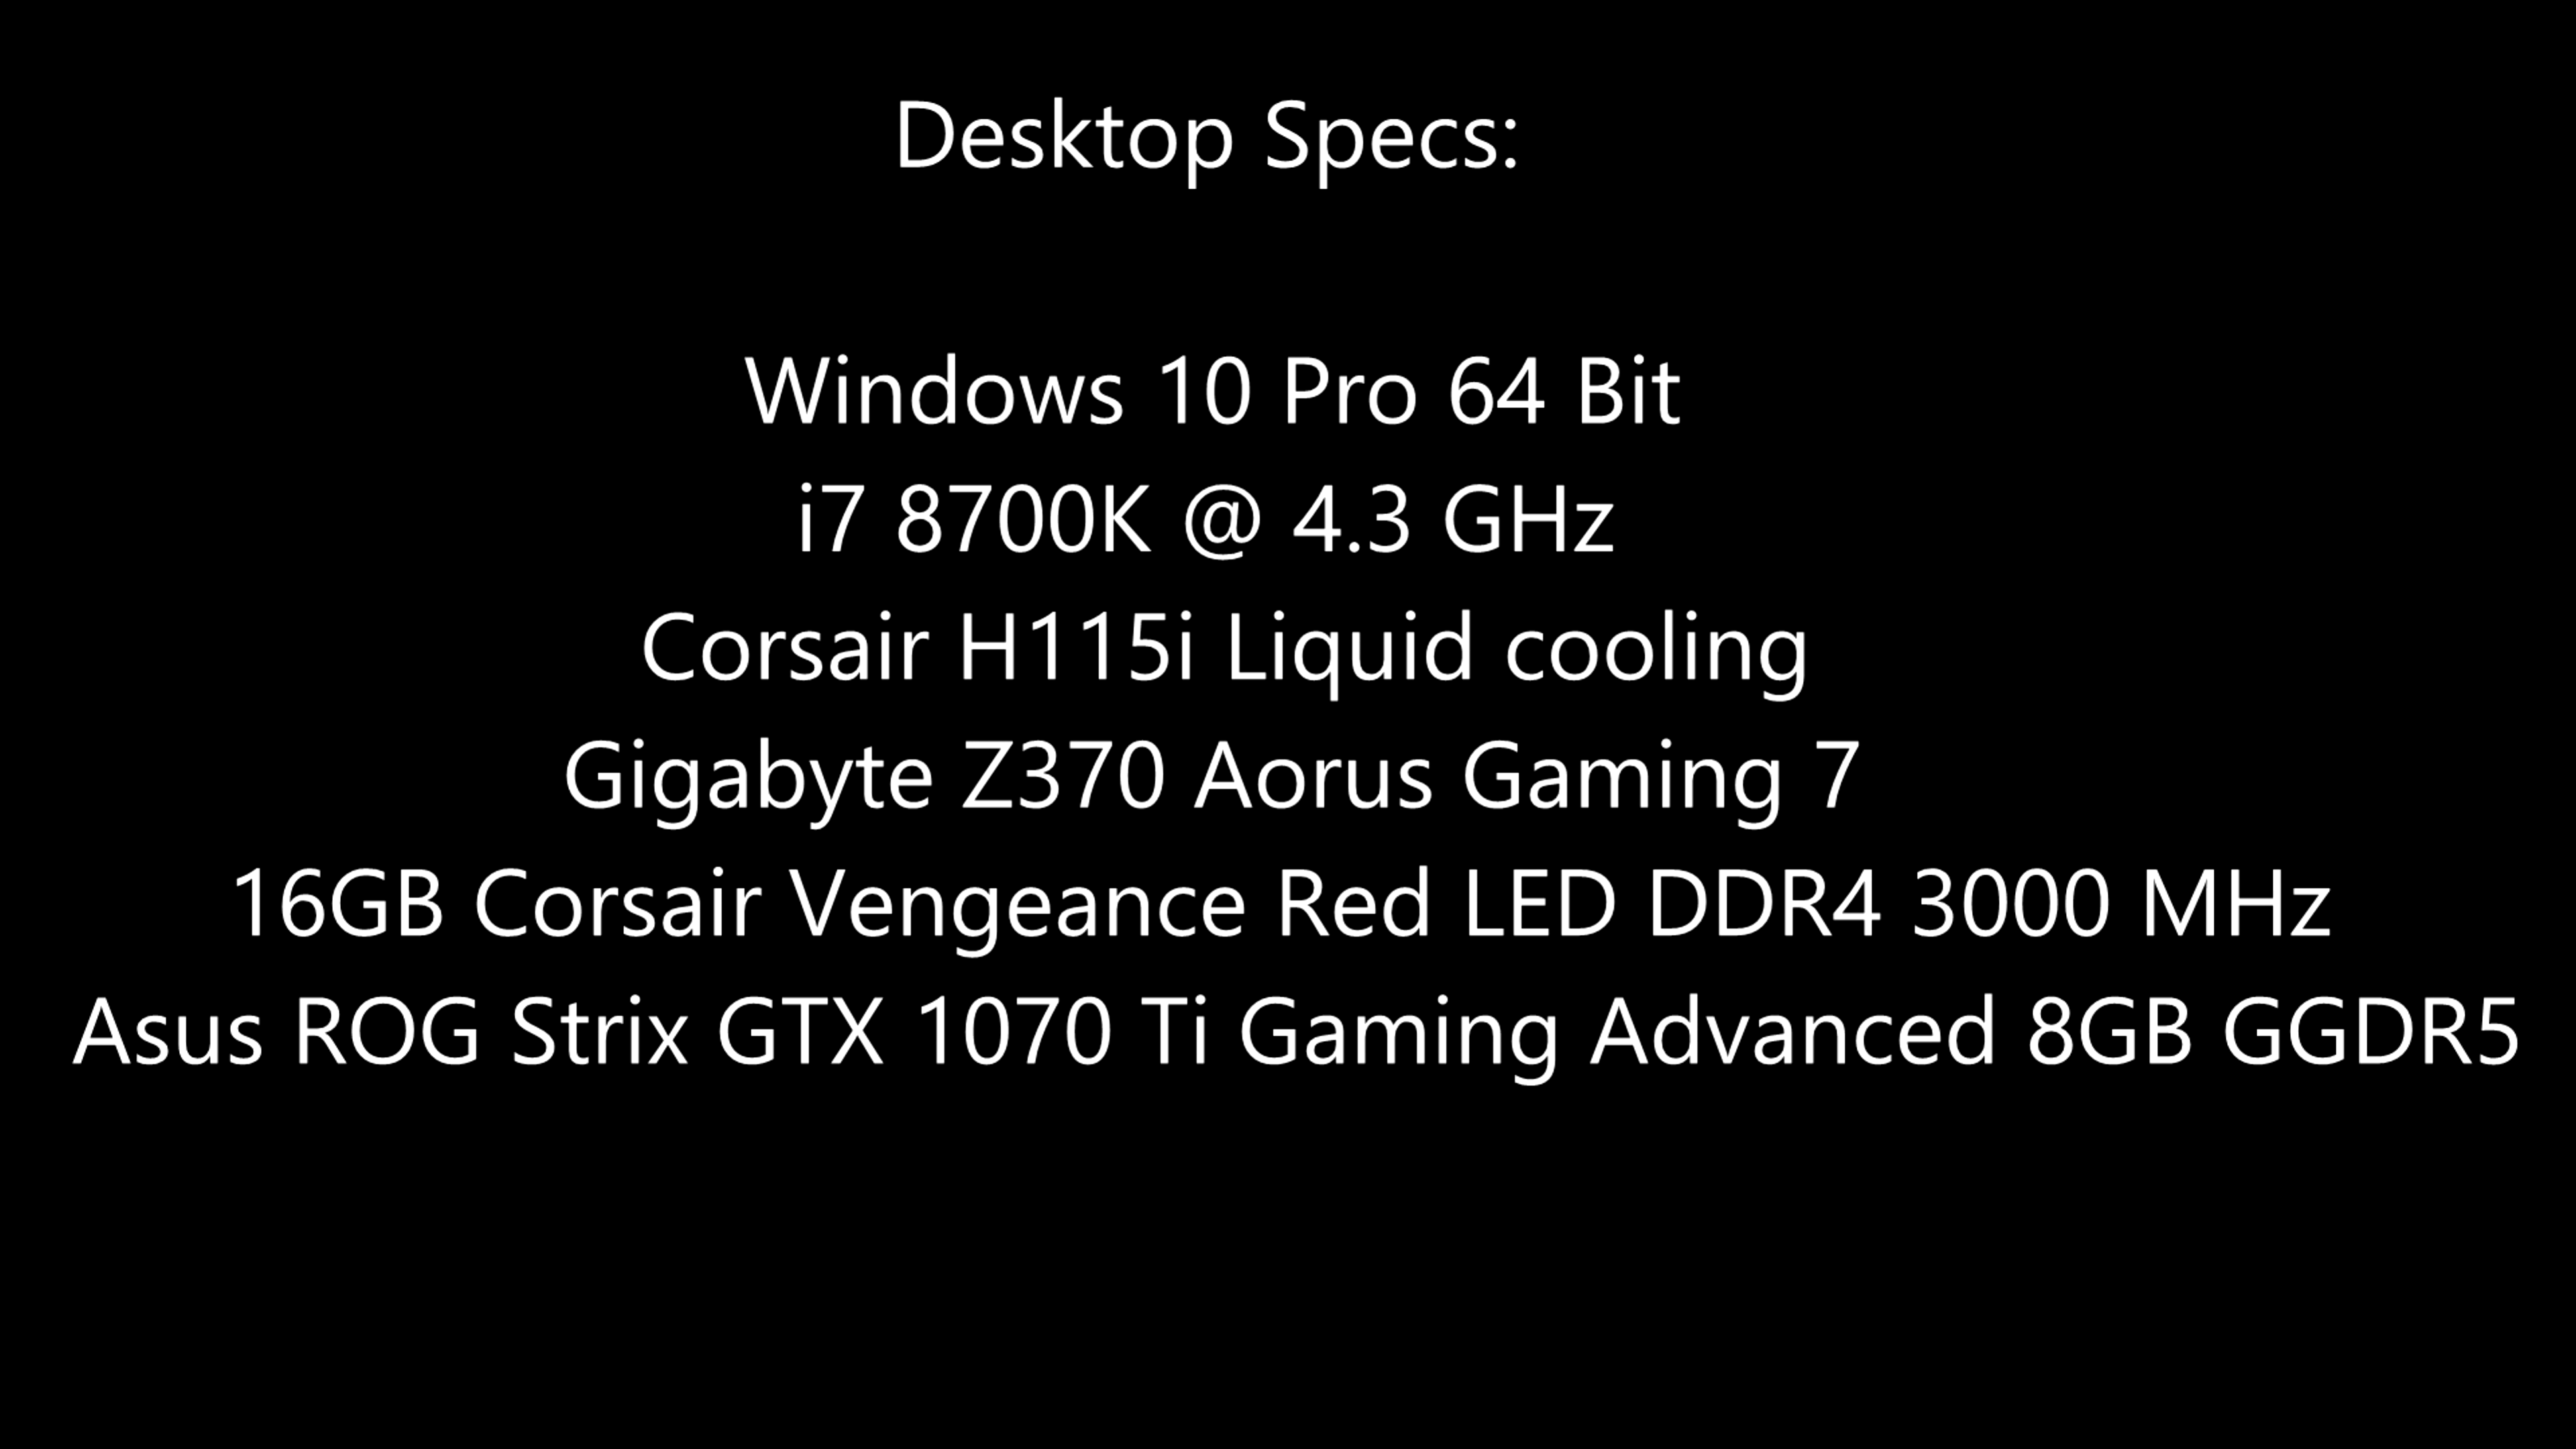 Desktop Specs:
Windows 10 Pro 64 Bit
i7 8700K @ 4.3 GHz
Corsair H115i Liquid cooling
Gigabyte Z370 Aorus Gaming 7
16GB Corsair Vengeance Red LED DDR4 3000 MHz
Asus ROG Strix GTX 1070 Ti Gaming Advanced 8GB GGDR5